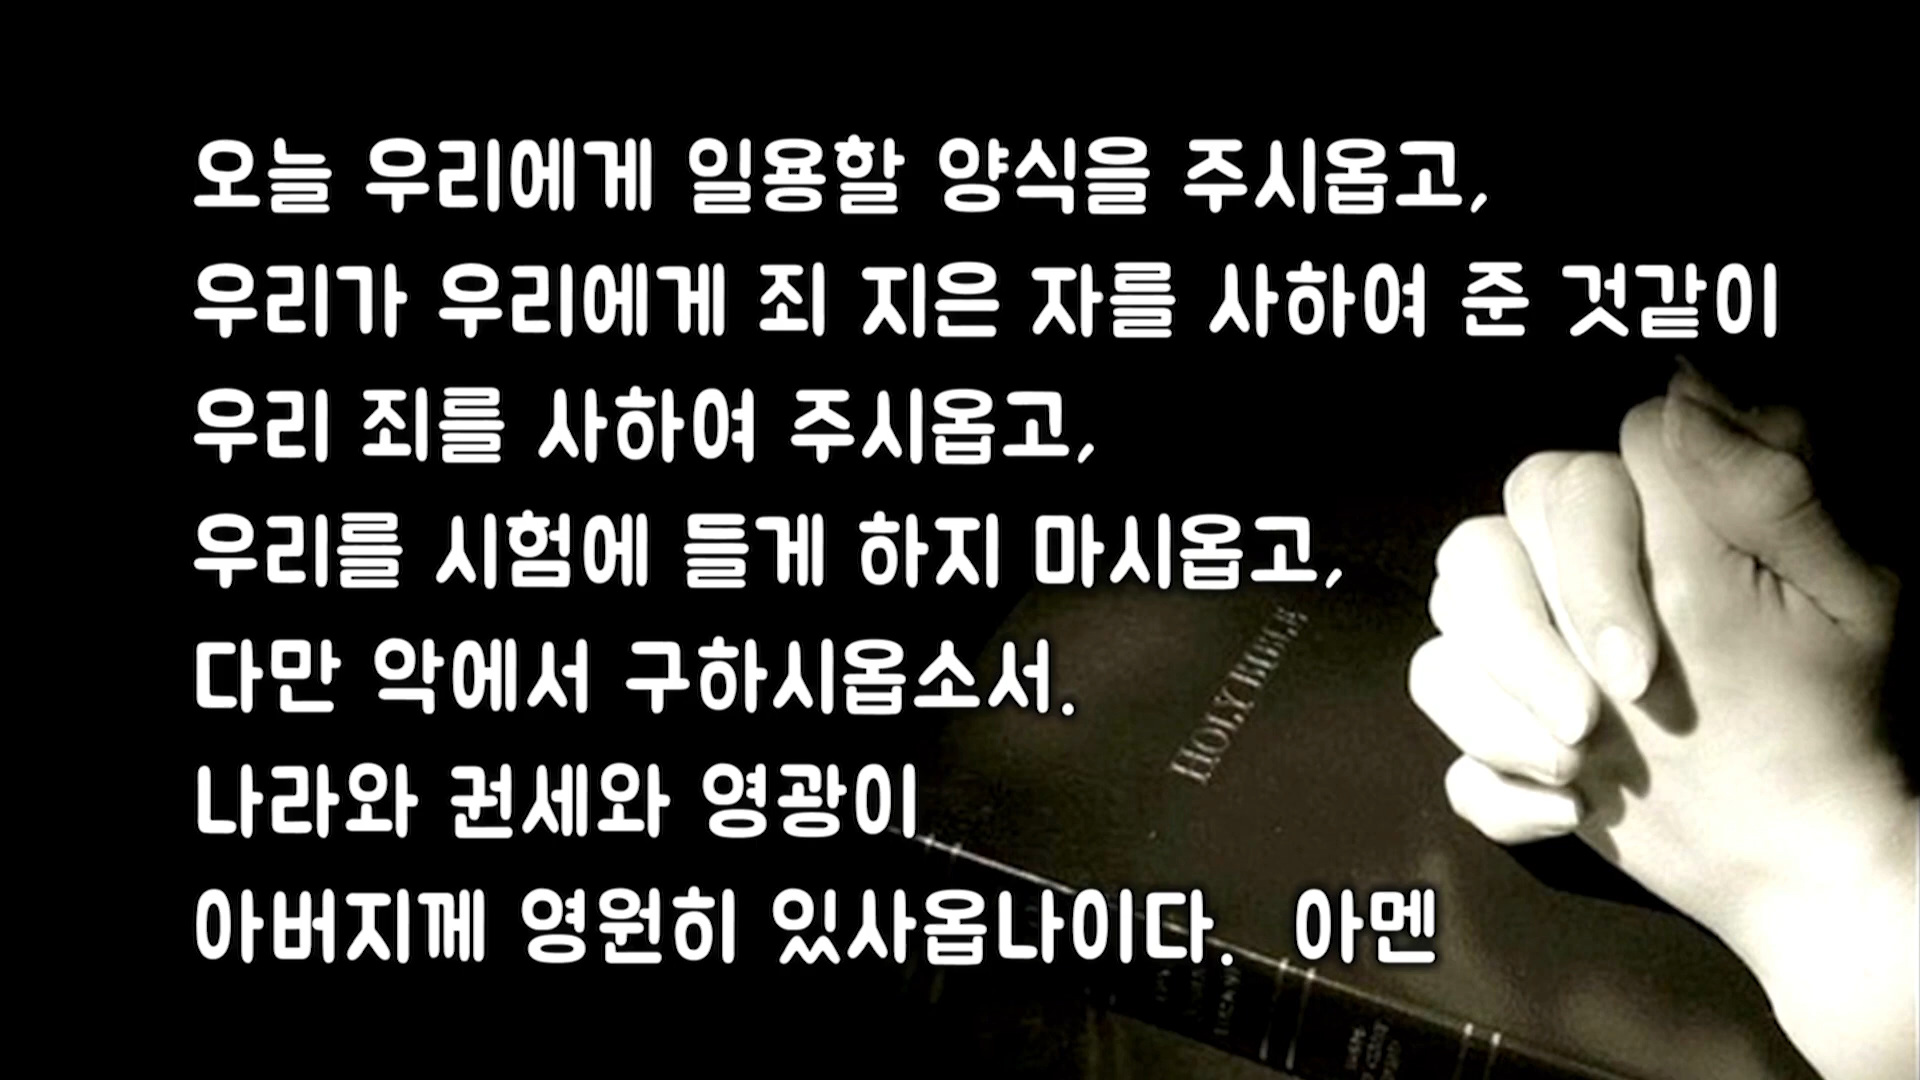 오늘 우리에게 일용할 양식을 주시옵고,
우리가 우리에게 죄 지은 자를 사하여 준 것같이
우리 죄를 사하여 주시옵고,
우리를 시험에 들게 하지 마시옵고,
다만 악에서 구하시옵소서.
나라와 권세와 영광이
아버지께 영원히 있사옵나이다. 아멘
HOLY BIBLE